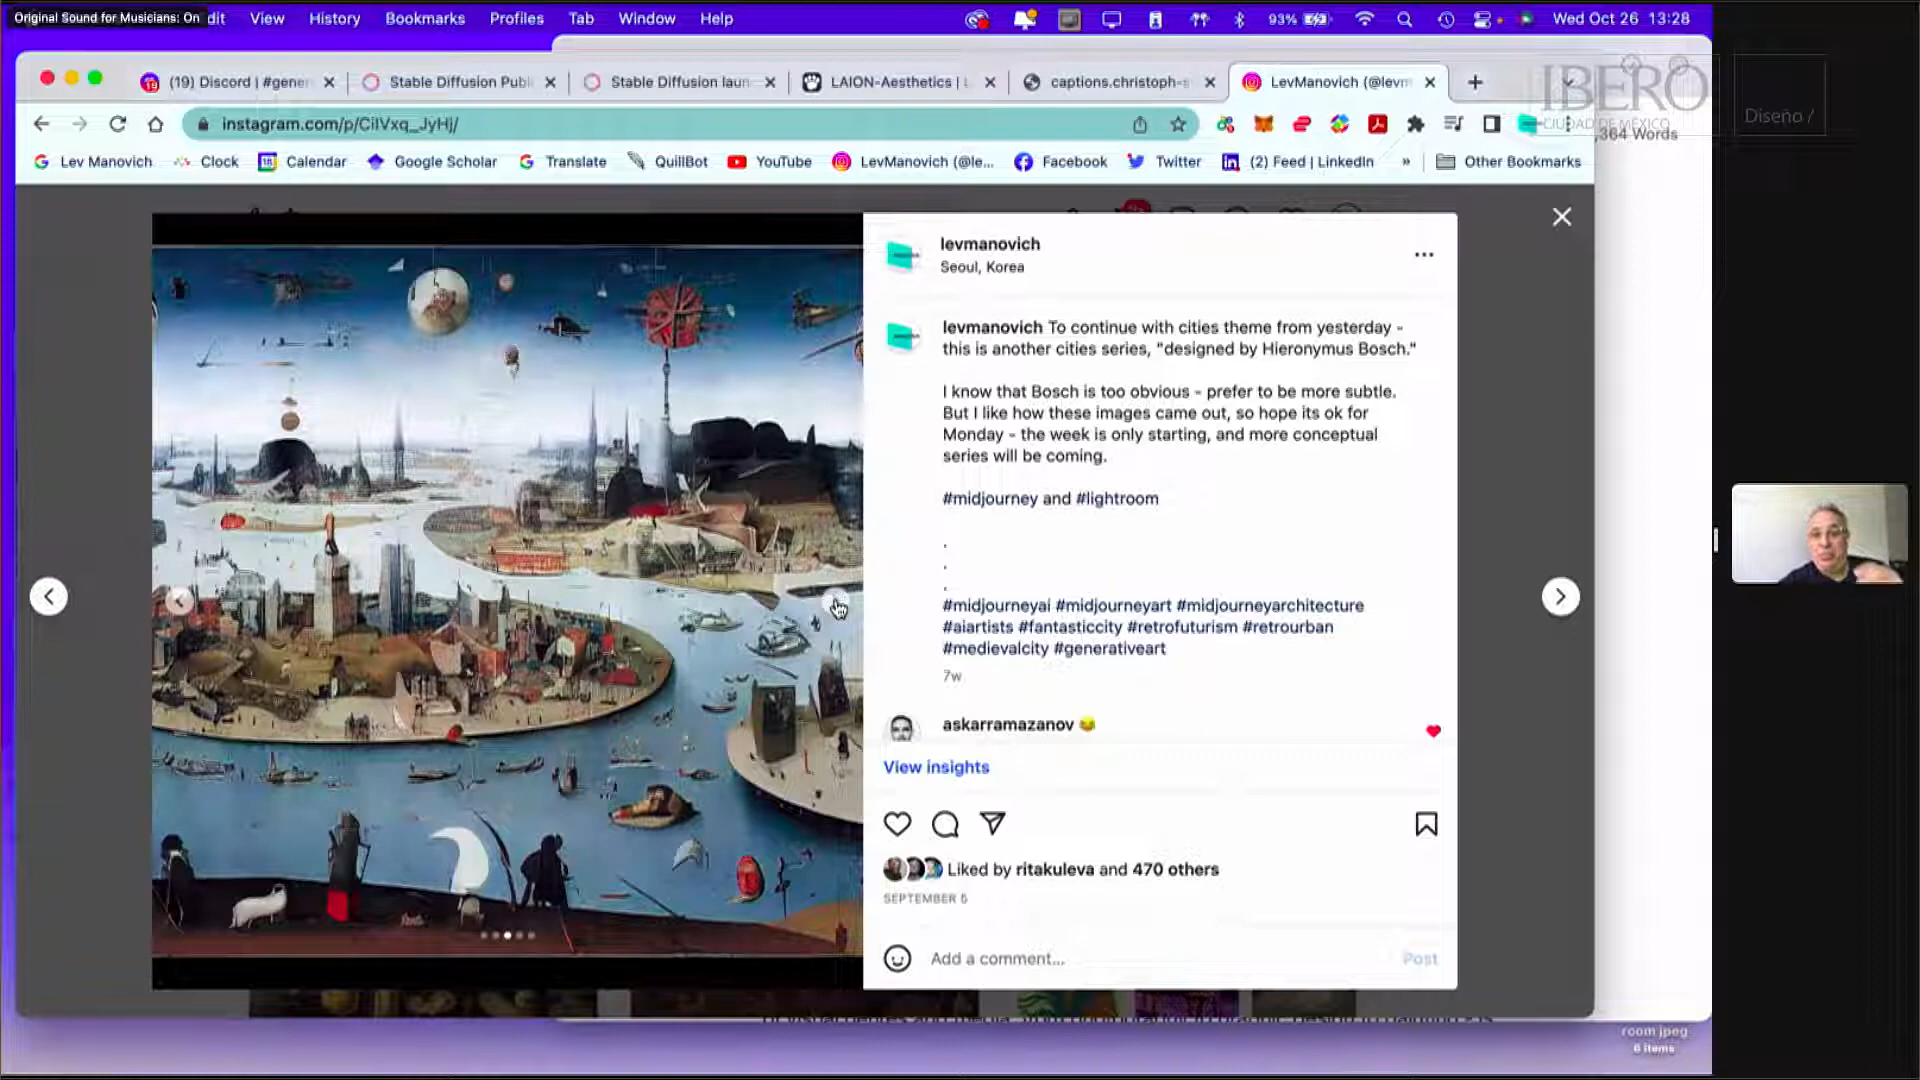 Original Sound for Musicians: On
dit View History Bookmarks Profiles Tab Window Help
93%
Wed Oct 26 13:28
(19) Discord | #gener
Stable Diffusion Publ
Stable Diffusion laun
LAION-Aesthetics | L
captions.christoph-s
LevManovich (@levm
IBERO
CIUDAD DE MÉXICO
Diseño /
,364 Words
instagram.com/p/CiIVxq_JyHj/
Lev Manovich
Clock
Calendar
Google Scholar
Translate
QuillBot
YouTube
LevManovich (@le...
Facebook
Twitter
(2) Feed | LinkedIn
»
Other Bookmarks
levmanovich
Seoul, Korea
levmanovich To continue with cities theme from yesterday -
this is another cities series, "designed by Hieronymus Bosch."
I know that Bosch is too obvious - prefer to be more subtle.
But I like how these images came out, so hope its ok for
Monday - the week is only starting, and more conceptual
series will be coming.
#midjourney and #lightroom
.
.
.
#midjourneyai #midjourneyart #midjourneyarchitecture
#aiartists #fantasticcity #retrofuturism #retrourban
#medievalcity #generativeart
7w
askarramazanov
View insights
Liked by ritakuleva and 470 others
SEPTEMBER 5
Add a comment...
Post
room jpeg
6 items